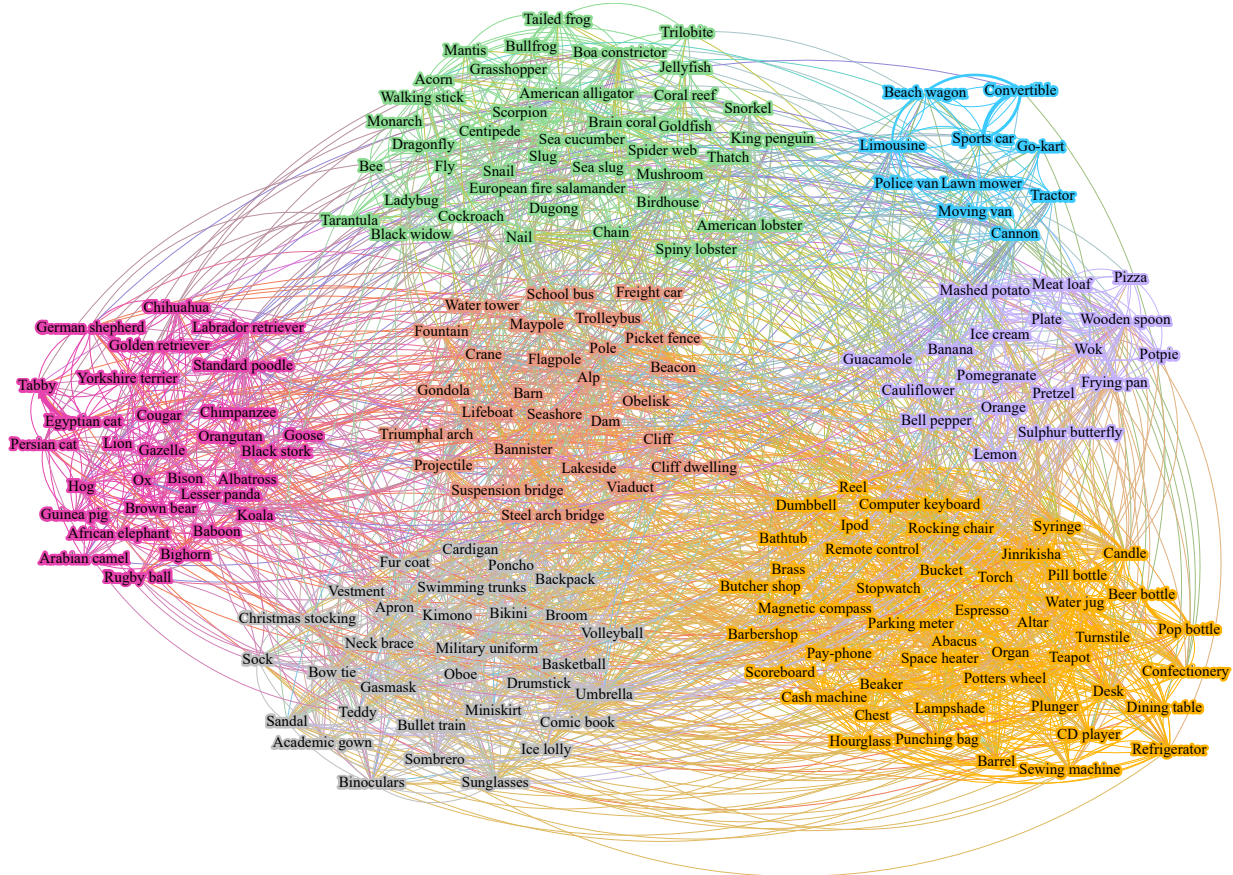 Tailed frog
Trilobite
Mantis
Bullfrog
Boa constrictor
Grasshopper
Jellyfish
Acorn
Walking stick
American alligator
Coral reef
Snorkel
Scorpion
Monarch
Brain coral
Goldfish
Centipede
Sea cucumber
King penguin
Dragonfly
Spider web
Slug
Thatch
Bee
Fly
Snail
Sea slug
Mushroom
European fire salamander
Ladybug
Dugong
Birdhouse
Tarantula
Cockroach
Black widow
Nail
Chain
American lobster
Spiny lobster
Beach wagon
Convertible
Limousine
Sports car
Go-kart
Police van
Lawn mower
Tractor
Moving van
Cannon
Pizza
Mashed potato
Meat loaf
Plate
Wooden spoon
Ice cream
Guacamole
Banana
Wok
Potpie
Pomegranate
Cauliflower
Pretzel
Frying pan
Orange
Bell pepper
Sulphur butterfly
Lemon
School bus
Freight car
Water tower
Fountain
Maypole
Trolleybus
Picket fence
Crane
Flagpole
Pole
Beacon
Alp
Gondola
Barn
Obelisk
Lifeboat
Seashore
Dam
Triumphal arch
Cliff
Bannister
Projectile
Lakeside
Cliff dwelling
Suspension bridge
Viaduct
Steel arch bridge
Chihuahua
German shepherd
Labrador retriever
Golden retriever
Standard poodle
Yorkshire terrier
Tabby
Egyptian cat
Cougar
Chimpanzee
Persian cat
Lion
Orangutan
Goose
Gazelle
Black stork
Hog
Ox
Bison
Albatross
Lesser panda
Guinea pig
Brown bear
Koala
African elephant
Baboon
Arabian camel
Bighorn
Rugby ball
Cardigan
Fur coat
Poncho
Vestment
Swimming trunks
Backpack
Christmas stocking
Apron
Kimono
Bikini
Broom
Neck brace
Military uniform
Volleyball
Sock
Bow tie
Oboe
Basketball
Gasmask
Drumstick
Umbrella
Sandal
Teddy
Bullet train
Miniskirt
Comic book
Academic gown
Sombrero
Ice lolly
Binoculars
Sunglasses
Reel
Dumbbell
Computer keyboard
Ipod
Rocking chair
Syringe
Bathtub
Remote control
Jinrikisha
Candle
Brass
Bucket
Torch
Pill bottle
Butcher shop
Stopwatch
Beer bottle
Magnetic compass
Espresso
Water jug
Parking meter
Altar
Barbershop
Abacus
Turnstile
Pop bottle
Pay-phone
Space heater
Organ
Teapot
Scoreboard
Beaker
Potters wheel
Confectionery
Cash machine
Lampshade
Plunger
Desk
Dining table
Chest
Hourglass
Punching bag
CD player
Refrigerator
Barrel
Sewing machine